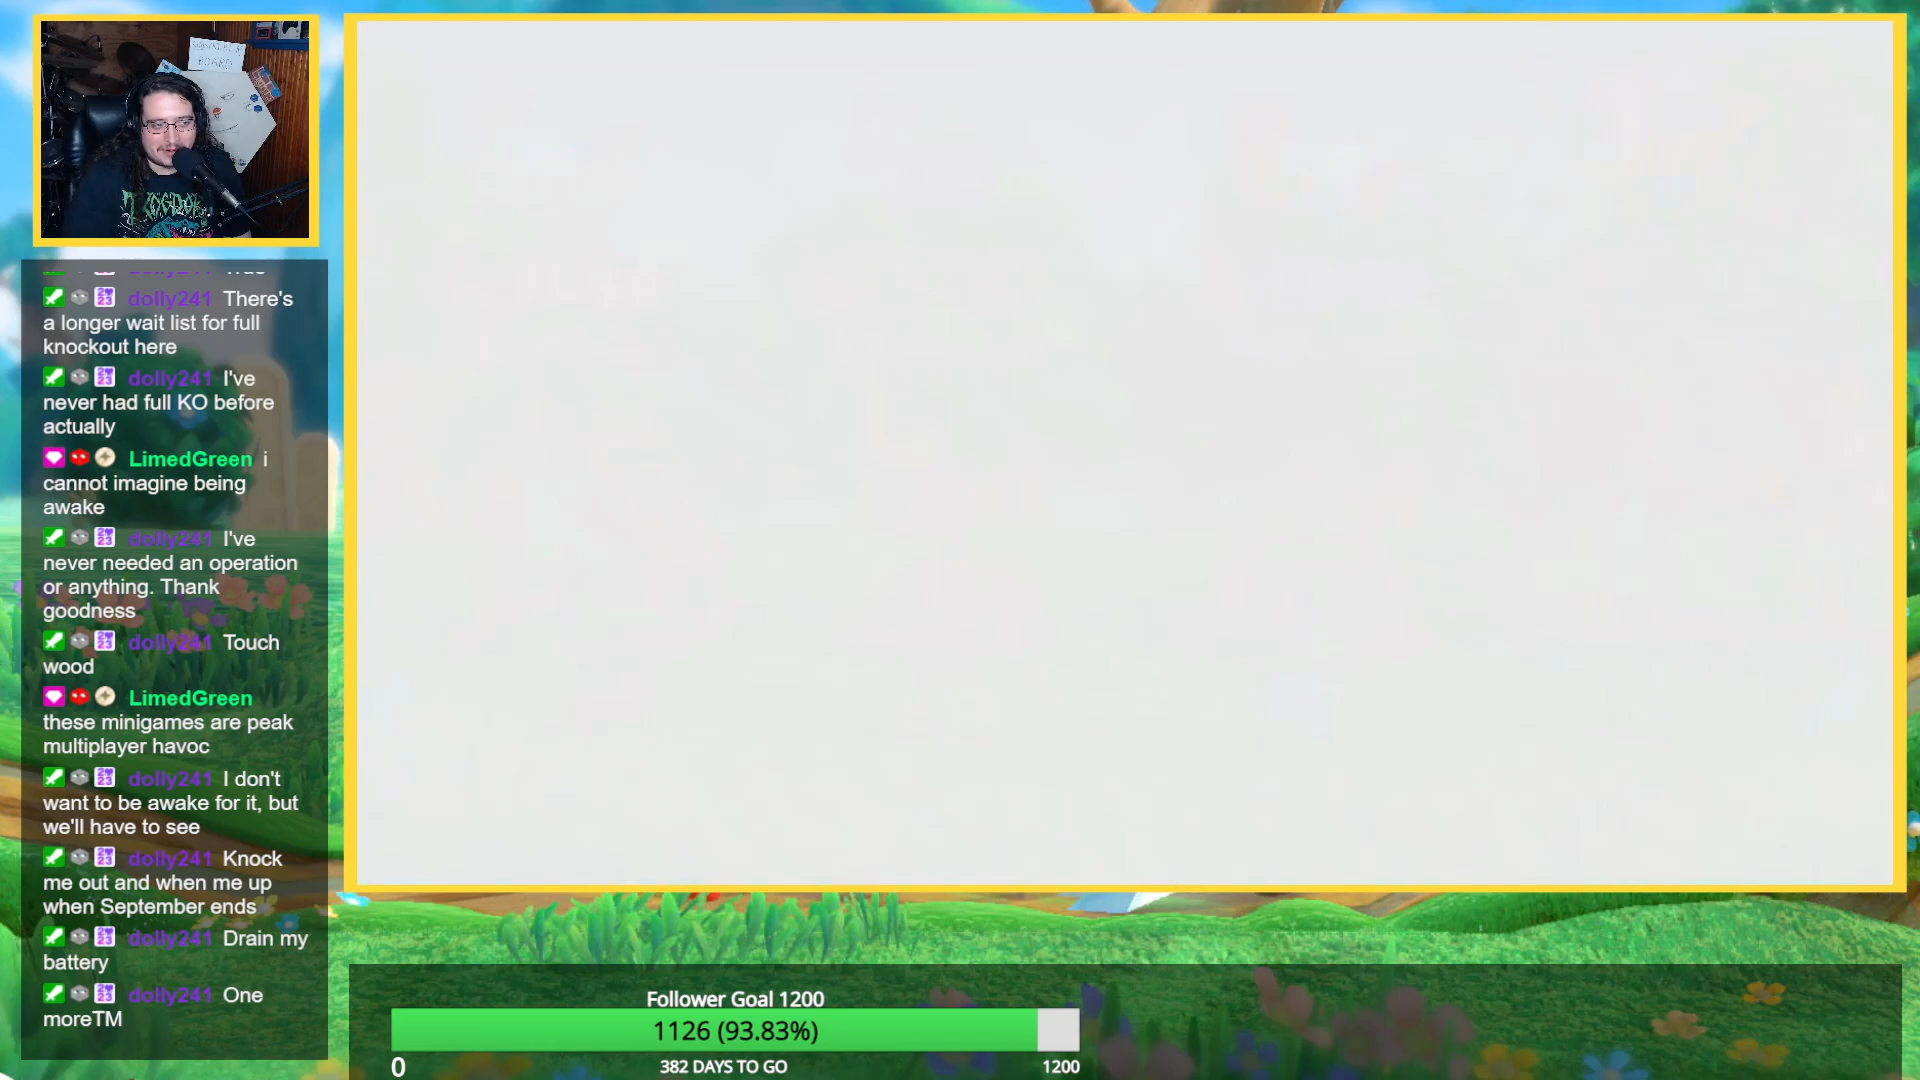 BOARD
dolly241 There's
a longer wait list for full
knockout here
dolly241 I've
never had full KO before
actually
LimedGreen i
cannot imagine being
awake
dolly241 I've
never needed an operation
or anything. Thank
goodness
dolly241 Touch
wood
LimedGreen
these minigames are peak
multiplayer havoc
dolly241 I don't
want to be awake for it, but
we'll have to see
dolly241 Knock
me out and when me up
when September ends
dolly241 Drain my
battery
dolly241 One
moreTM
Follower Goal 1200
1126 (93.83%)
0
382 DAYS TO GO
1200